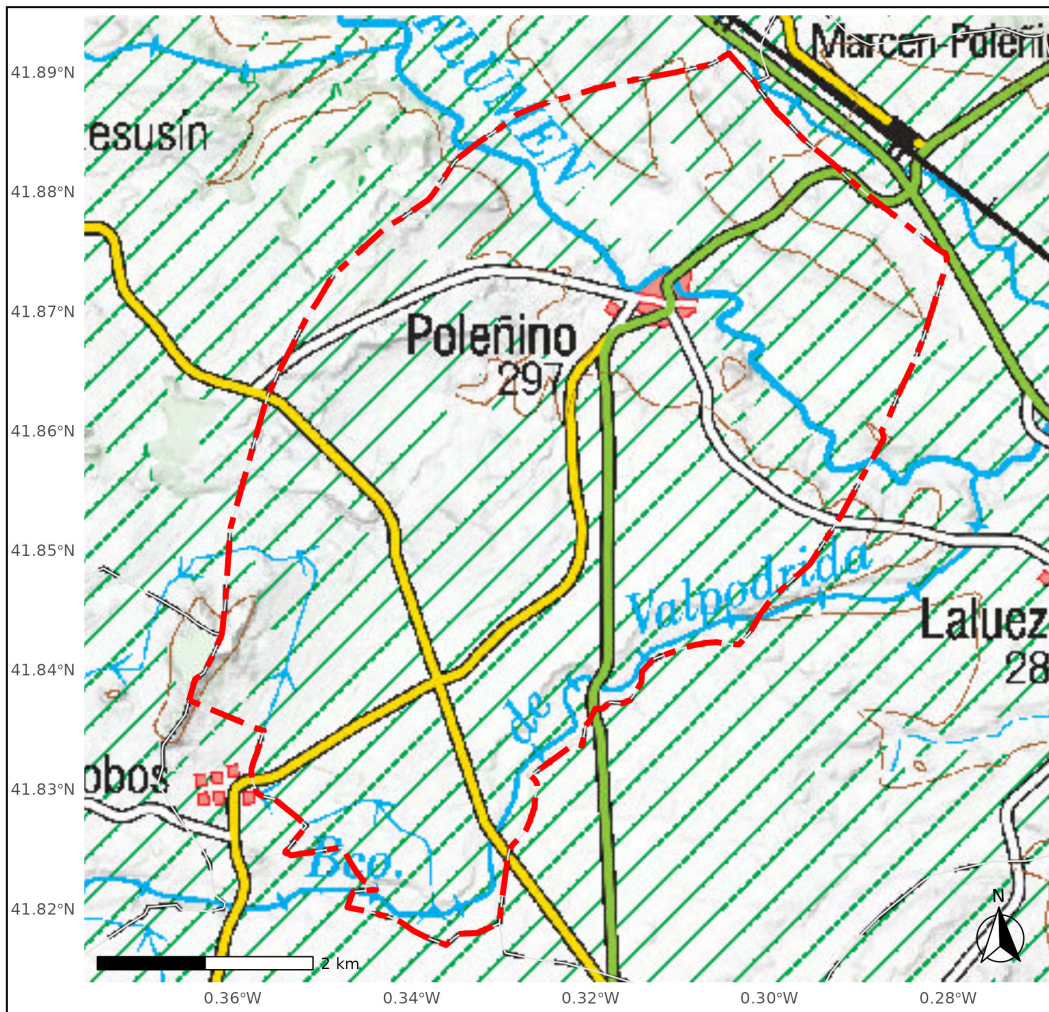 41.89°N
41.88°N
41.87°N
41.86°N
41.85°N
41.84°N
41.83°N
41.82°N
0.36°W
0.34°W
0.32°W
0.30°W
0.28°W
FLUMEN
Marcen-Poleñi
esusín
Poleñino
297
Valpodrida
de
Bco.
Laluez
28
obos
N
2 km